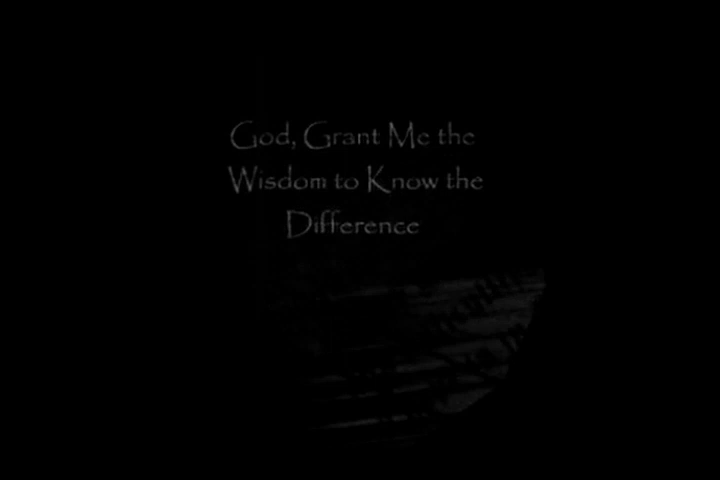 God, Grant Me the
Wisdom to Know the
Difference